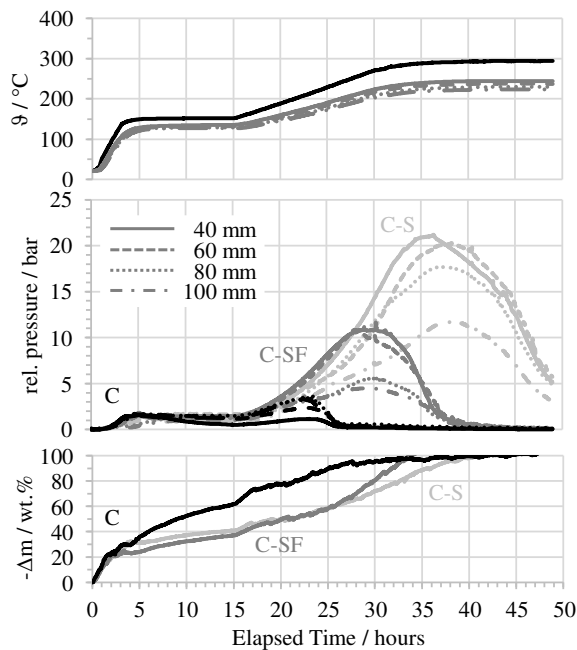 400
300
200
100
0
ϑ / °C
25
20
15
10
5
0
rel. pressure / bar
40 mm
60 mm
80 mm
100 mm
C-S
C-SF
C
100
80
60
40
20
0
-Δm / wt.%
C
C-SF
C-S
0 5 10 15 20 25 30 35 40 45 50
Elapsed Time / hours